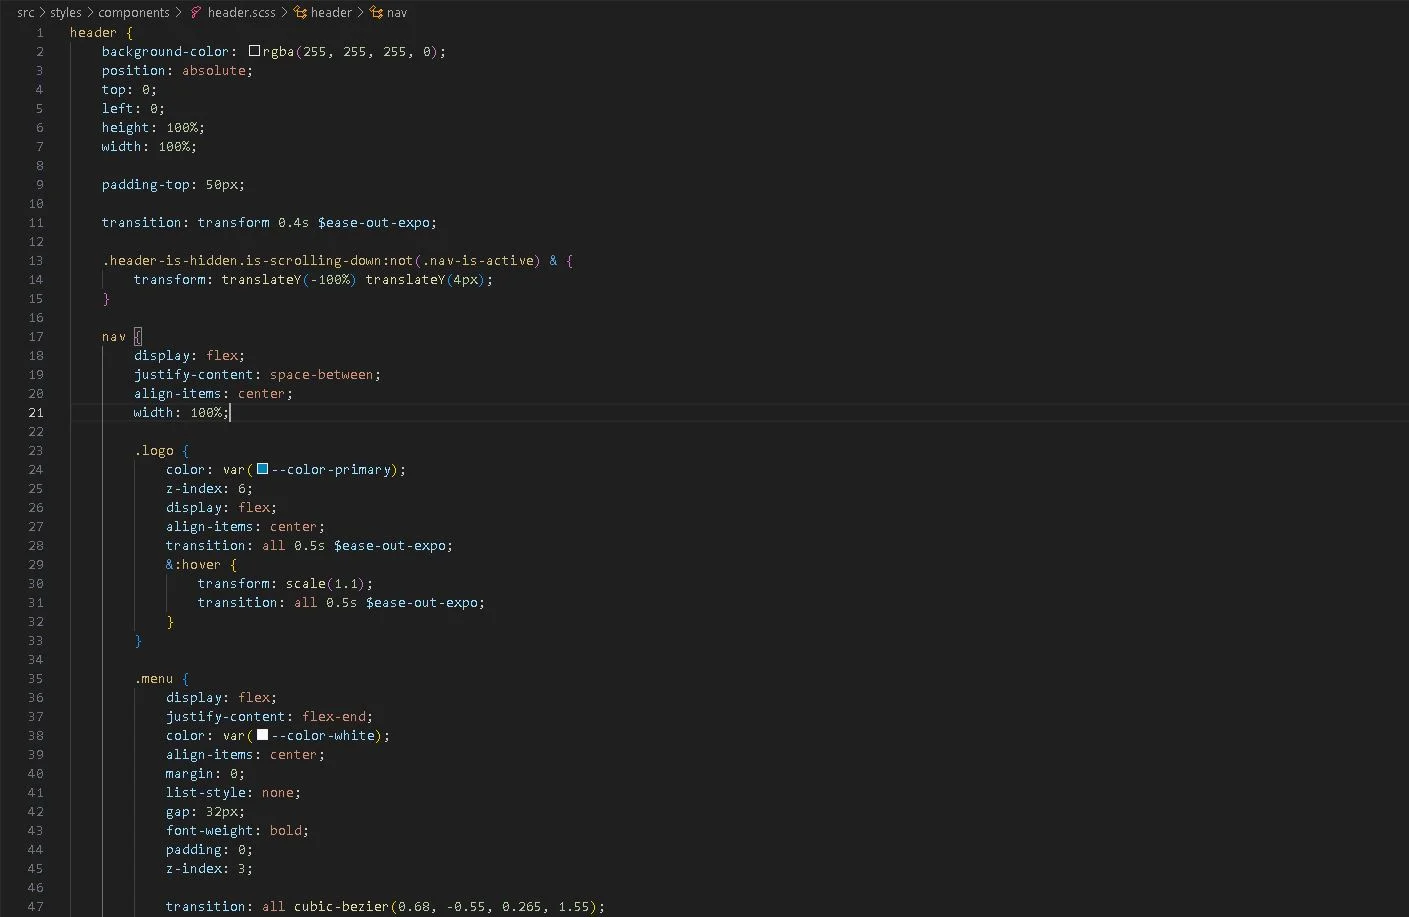 src > styles > components > header.scss > header > nav
1 header {
2 background-color: rgba(255, 255, 255, 0);
3 position: absolute;
4 top: 0;
5 left: 0;
6 height: 100%;
7 width: 100%;
8
9 padding-top: 50px;
10
11 transition: transform 0.4s $ease-out-expo;
12
13 .header-is-hidden.is-scrolling-down:not(.nav-is-active) & {
14 transform: translateY(-100%) translateY(4px);
15 }
16
17 nav {
18 display: flex;
19 justify-content: space-between;
20 align-items: center;
21 width: 100%;
22
23 .logo {
24 color: var(--color-primary);
25 z-index: 6;
26 display: flex;
27 align-items: center;
28 transition: all 0.5s $ease-out-expo;
29 &:hover {
30 transform: scale(1.1);
31 transition: all 0.5s $ease-out-expo;
32 }
33 }
34
35 .menu {
36 display: flex;
37 justify-content: flex-end;
38 color: var(--color-white);
39 align-items: center;
40 margin: 0;
41 list-style: none;
42 gap: 32px;
43 font-weight: bold;
44 padding: 0;
45 z-index: 3;
46
47 transition: all cubic-bezier(0.68, -0.55, 0.265, 1.55);